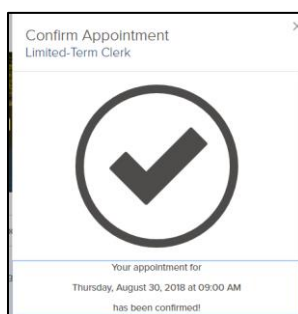 Confirm Appointment
Limited-Term Clerk
Your appointment for
Thursday, August 30, 2018 at 09:00 AM
has been confirmed!